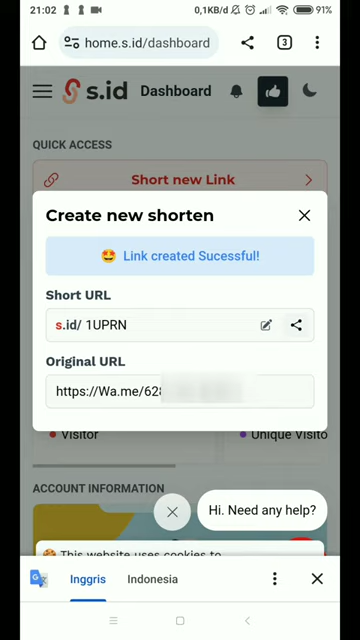 21:02
0,1KB/d
91%
home.s.id/dashboard
3
s.id
Dashboard
QUICK ACCESS
Short new Link
Create new shorten
Link created Sucessful!
Short URL
s.id/ 1UPRN
Original URL
https://Wa.me/628
Visitor
Unique Visito
ACCOUNT INFORMATION
Hi. Need any help?
This website uses cookies to
Inggris
Indonesia